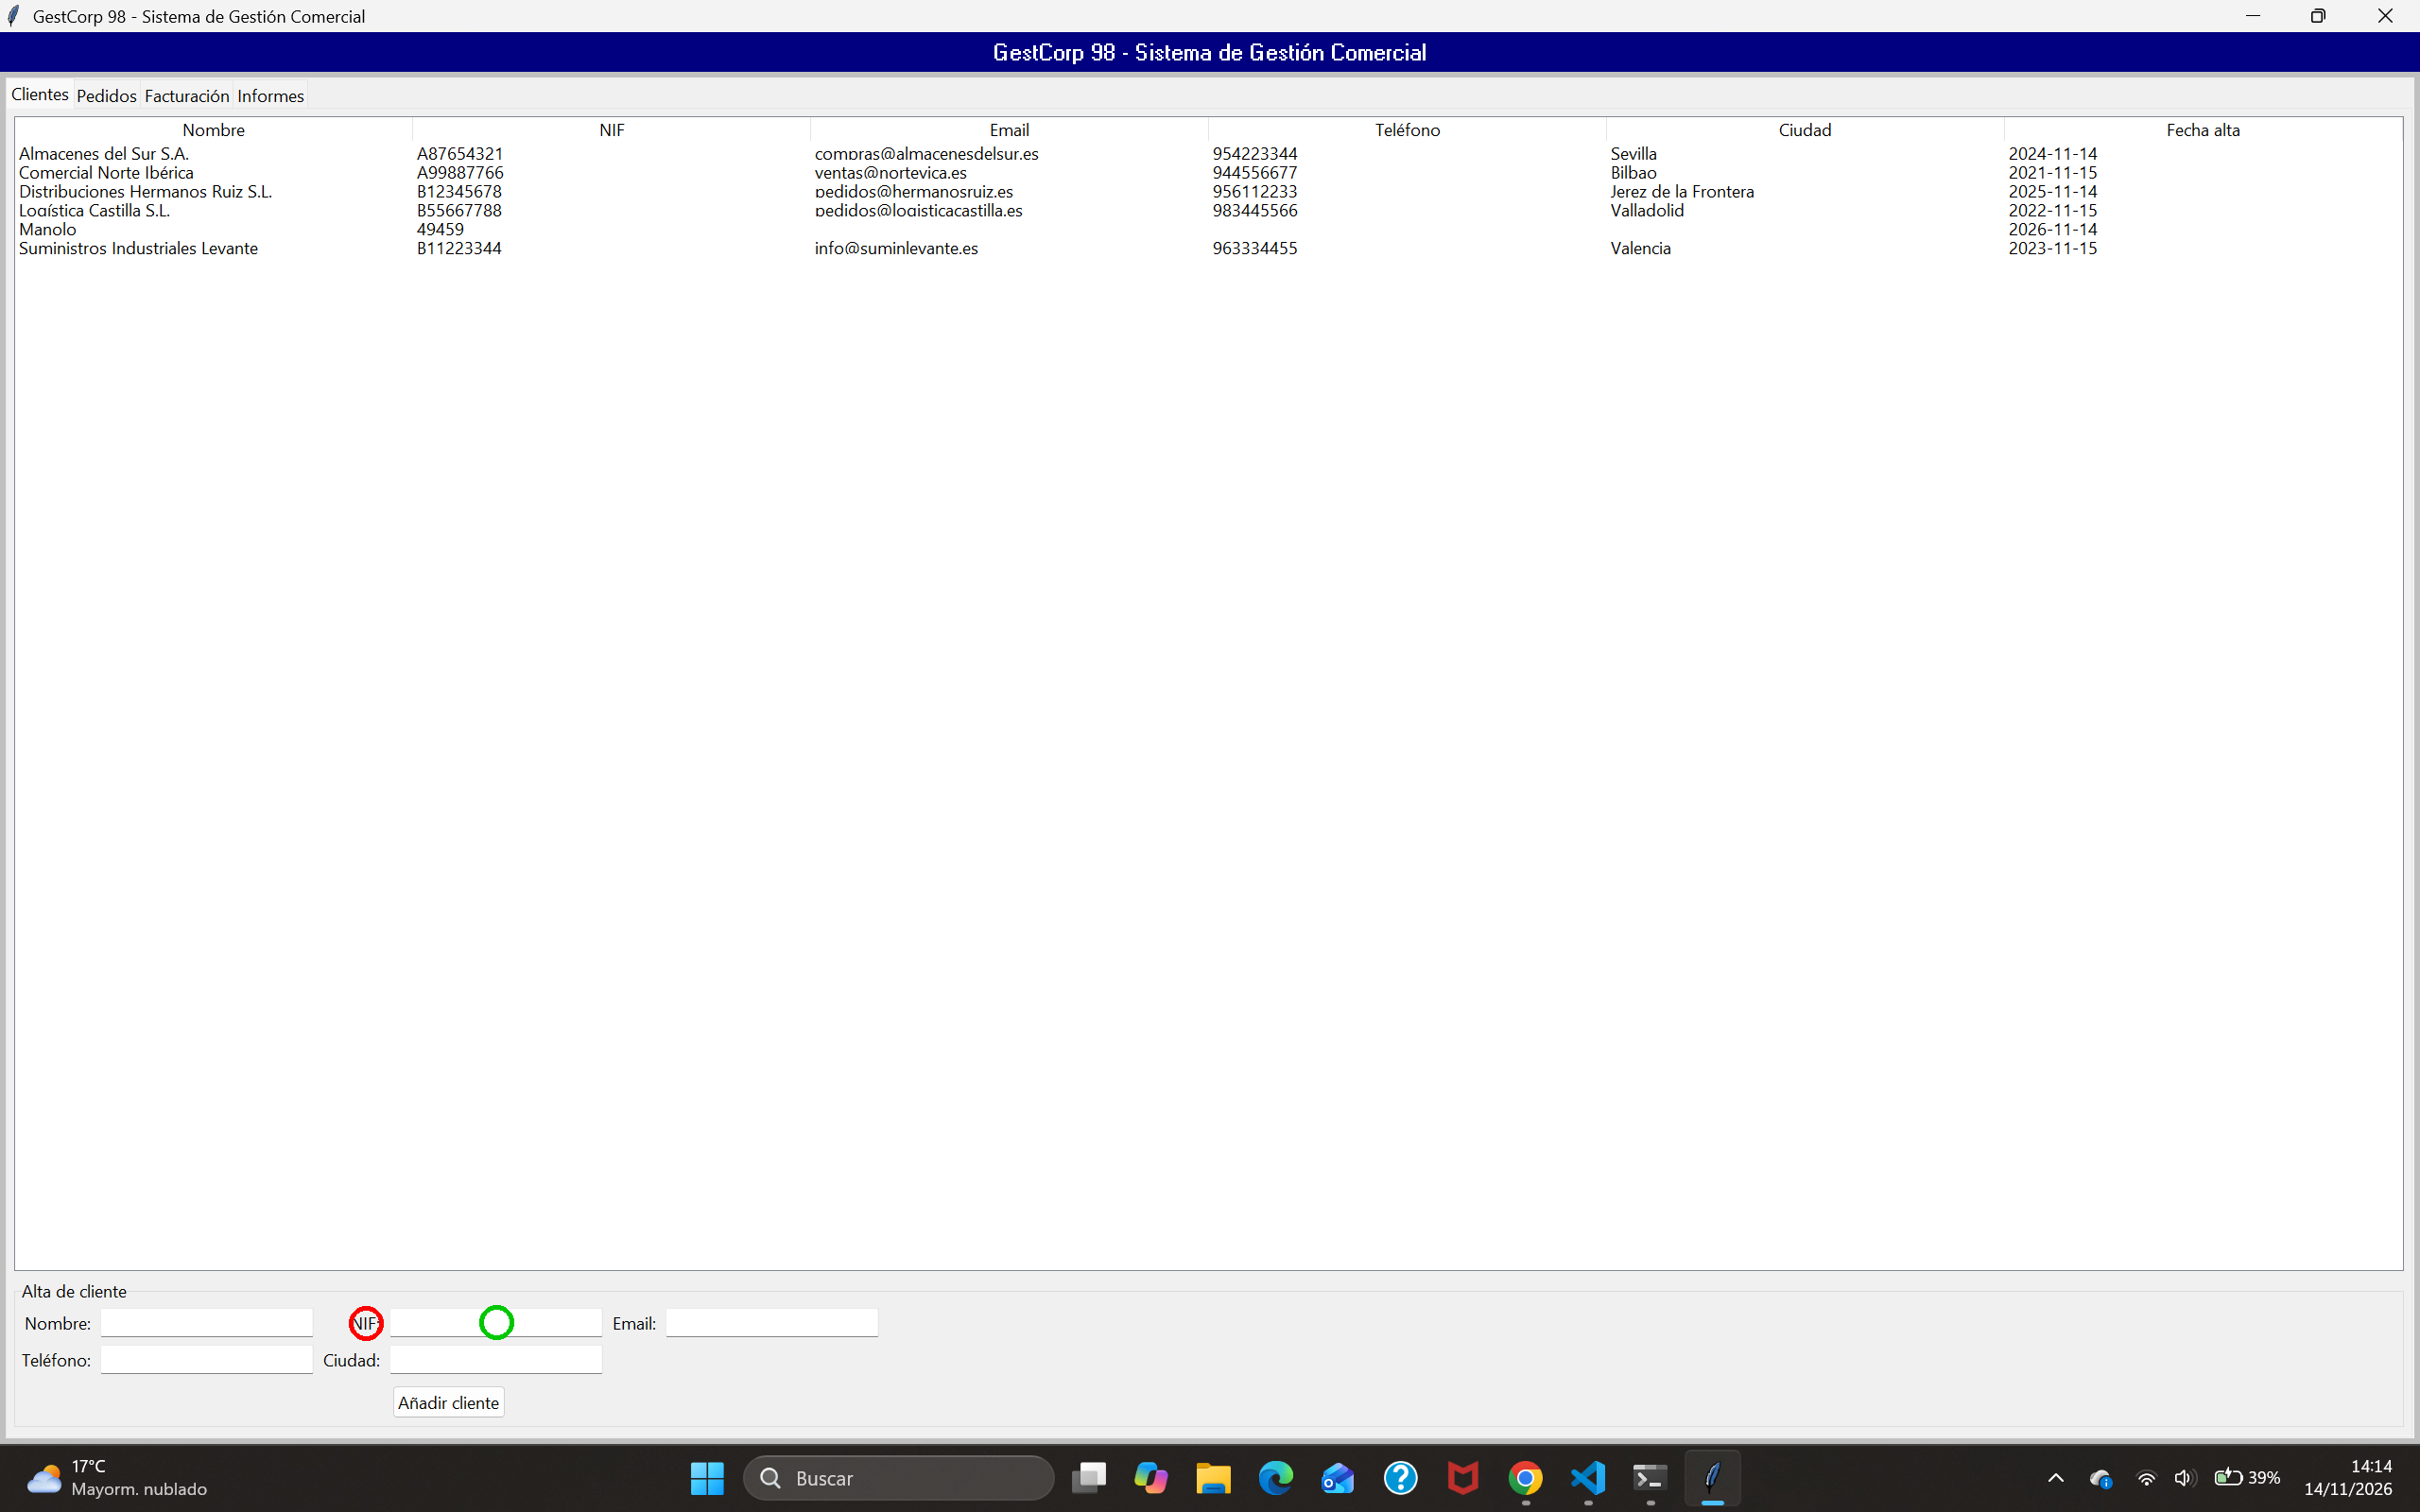 GestCorp 98 - Sistema de Gestión Comercial
GestCorp 98 - Sistema de Gestión Comercial
Clientes Pedidos Facturación Informes
Nombre NIF Email Teléfono Ciudad Fecha alta
Almacenes del Sur S.A. A87654321 compras@almacenesdelsur.es 954223344 Sevilla 2024-11-14
Comercial Norte Ibérica A99887766 ventas@nortevica.es 944556677 Bilbao 2021-11-15
Distribuciones Hermanos Ruiz S.L. B12345678 pedidos@hermanosruiz.es 956112233 Jerez de la Frontera 2025-11-14
Logística Castilla S.L. B55667788 pedidos@logisticacastilla.es 983445566 Valladolid 2022-11-15
Manolo 49459 2026-11-14
Suministros Industriales Levante B11223344 info@suminlevante.es 963334455 Valencia 2023-11-15
Alta de cliente
Nombre: NIF: Email:
Teléfono: Ciudad:
Añadir cliente
17°C
Mayorm. nublado
Buscar
39%
14:14
14/11/2026